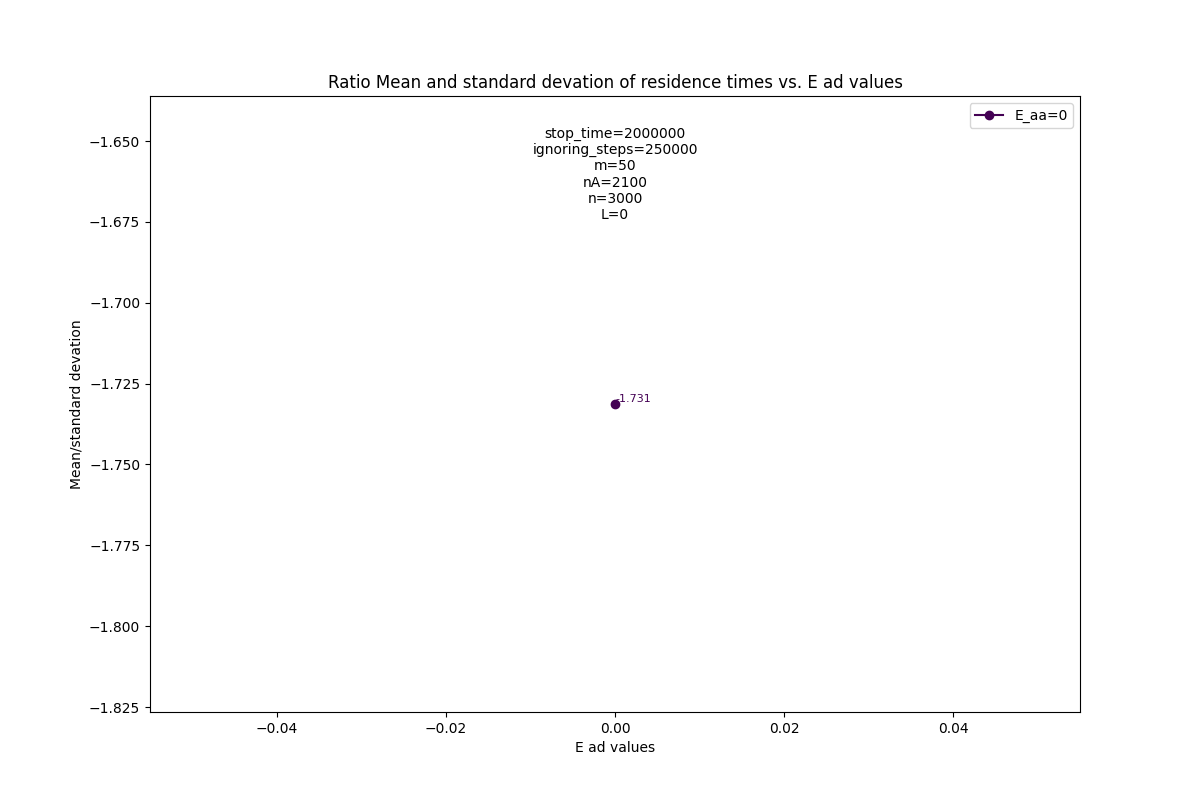 Ratio Mean and standard devation of residence times vs. E ad values
E_aa=0
stop_time=2000000
ignoring_steps=250000
m=50
nA=2100
n=3000
L=0
−1.650
−1.675
−1.700
−1.725
−1.750
−1.775
−1.800
−1.825
Mean/standard devation
-1.731
−0.04
−0.02
0.00
0.02
0.04
E ad values